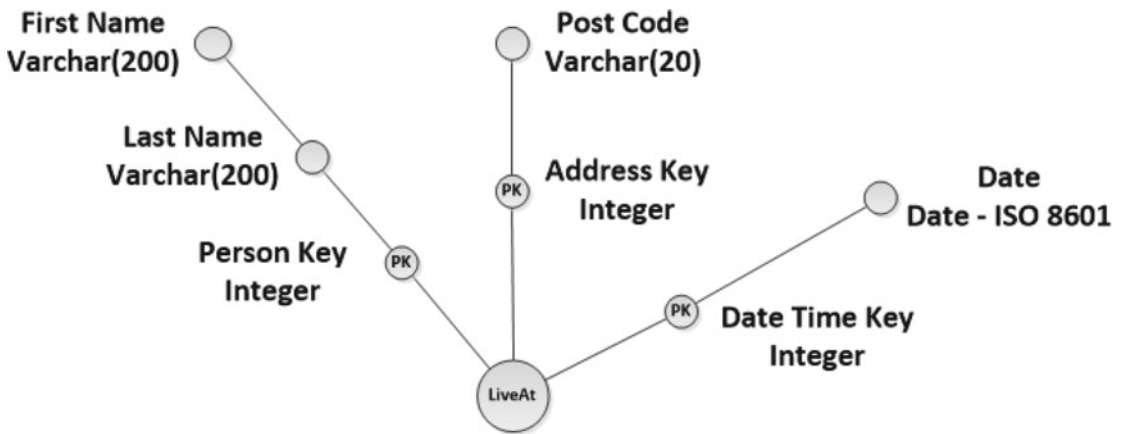 First Name
Varchar(200)
Post Code
Varchar(20)
Last Name
Varchar(200)
PK
Address Key
Integer
Date
Date - ISO 8601
Person Key
Integer
PK
PK
Date Time Key
Integer
LiveAt